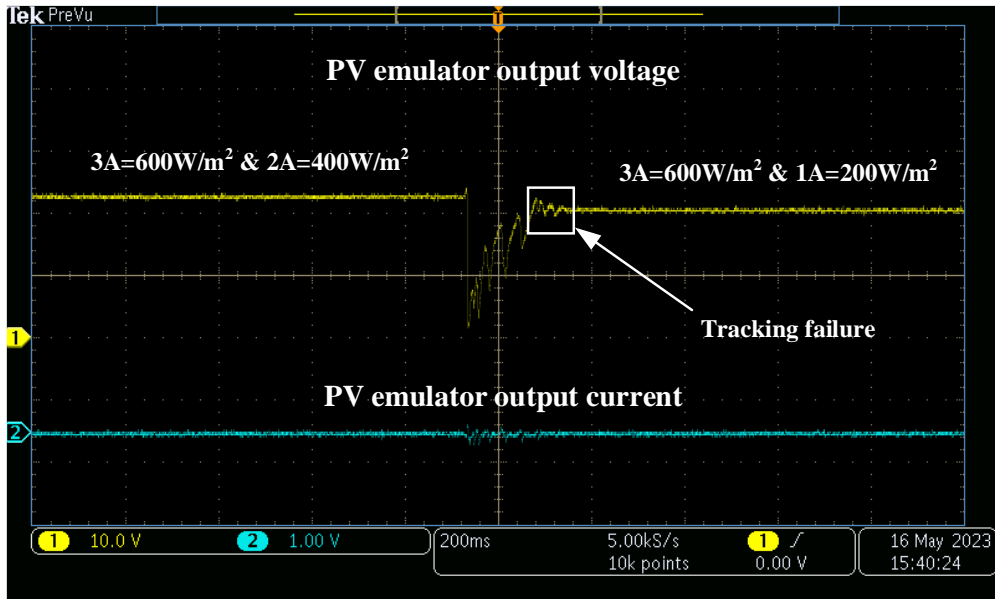 Tek PreVu
T
PV emulator output voltage
3A=600W/m² & 2A=400W/m²
3A=600W/m² & 1A=200W/m²
Tracking failure
1
PV emulator output current
2
1 10.0 V 2 1.00 V 200ms 5.00kS/s 1 ∫ 16 May 2023
10k points 0.00 V 15:40:24